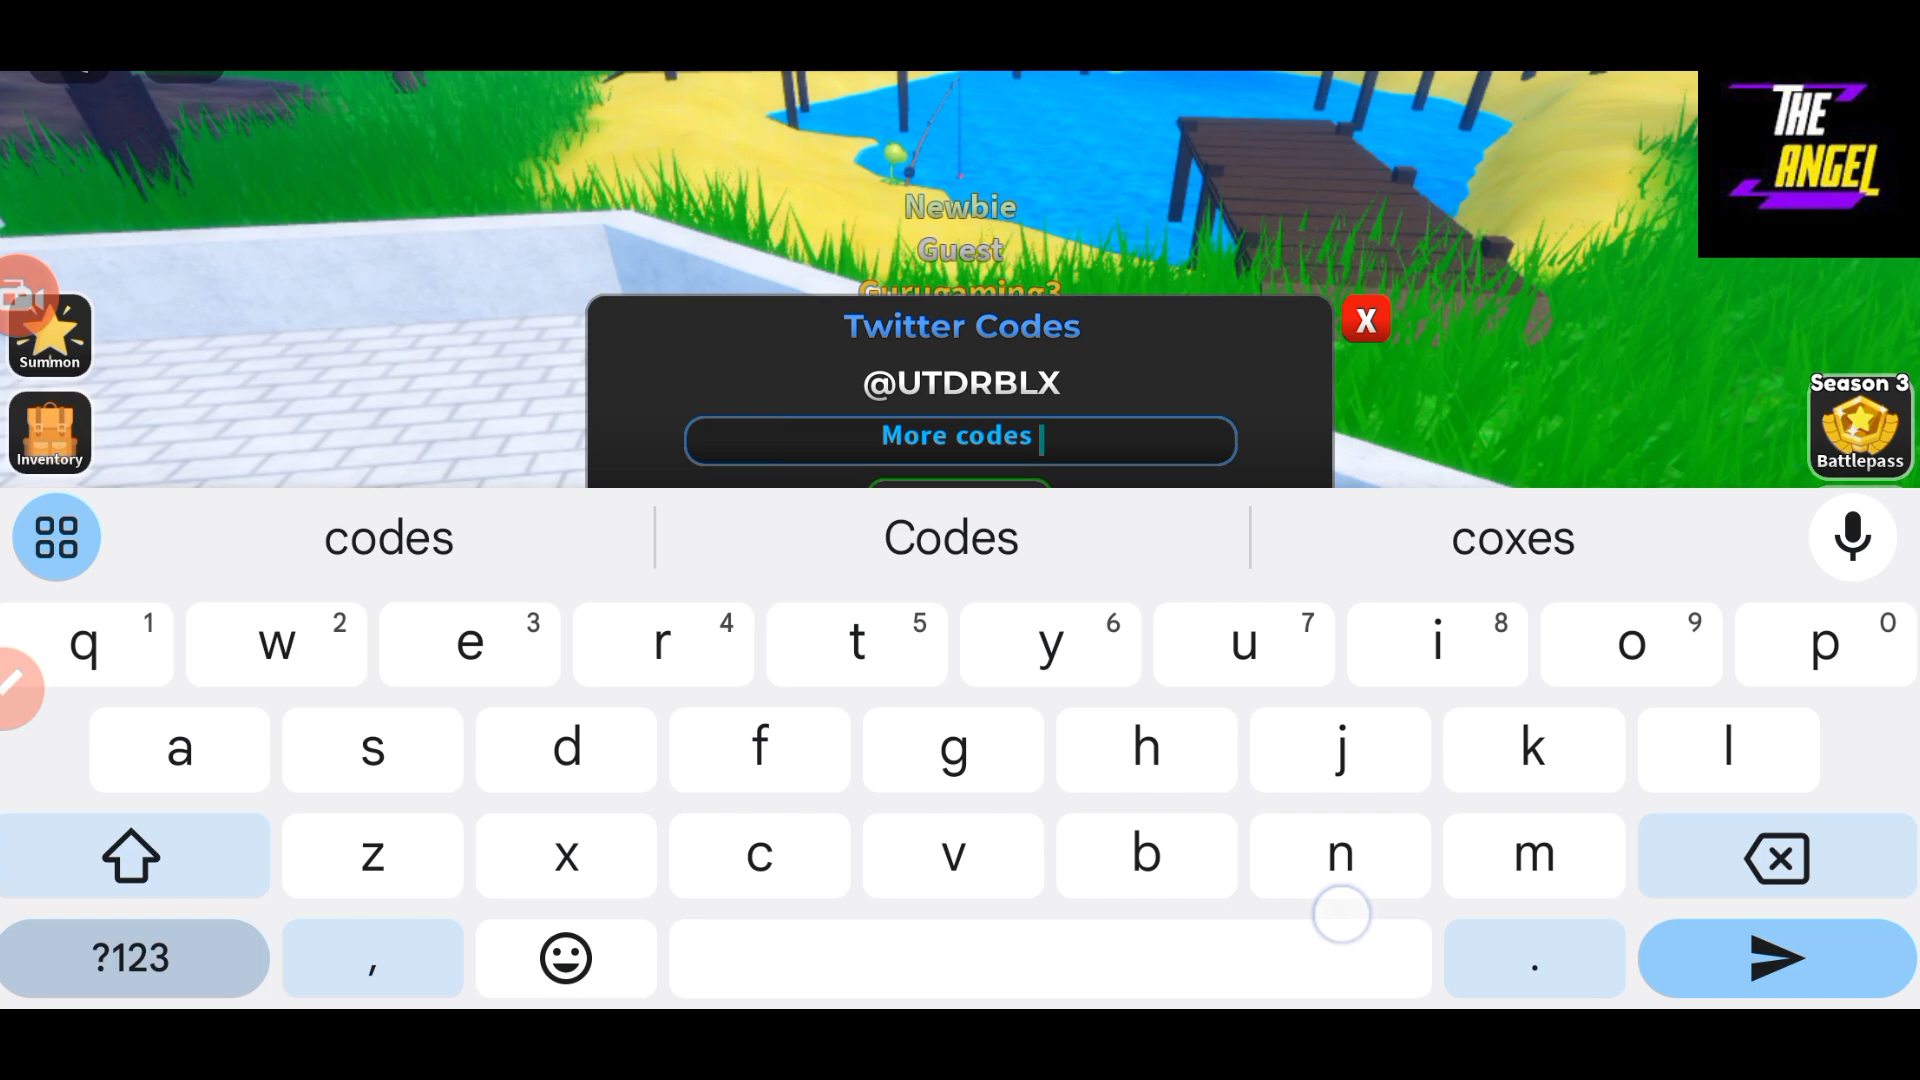 THE
ANGEL
Newbie
Guest
Gurugaming3
Twitter Codes
X
@UTDRBLX
More codes
Summon
Inventory
Season 3
Battlepass
codes
Codes
coxes
q 1 w 2 e 3 r 4 t 5 y 6 u 7 i 8 o 9 p 0
a s d f g h j k l
z x c v b n m
?123 , .